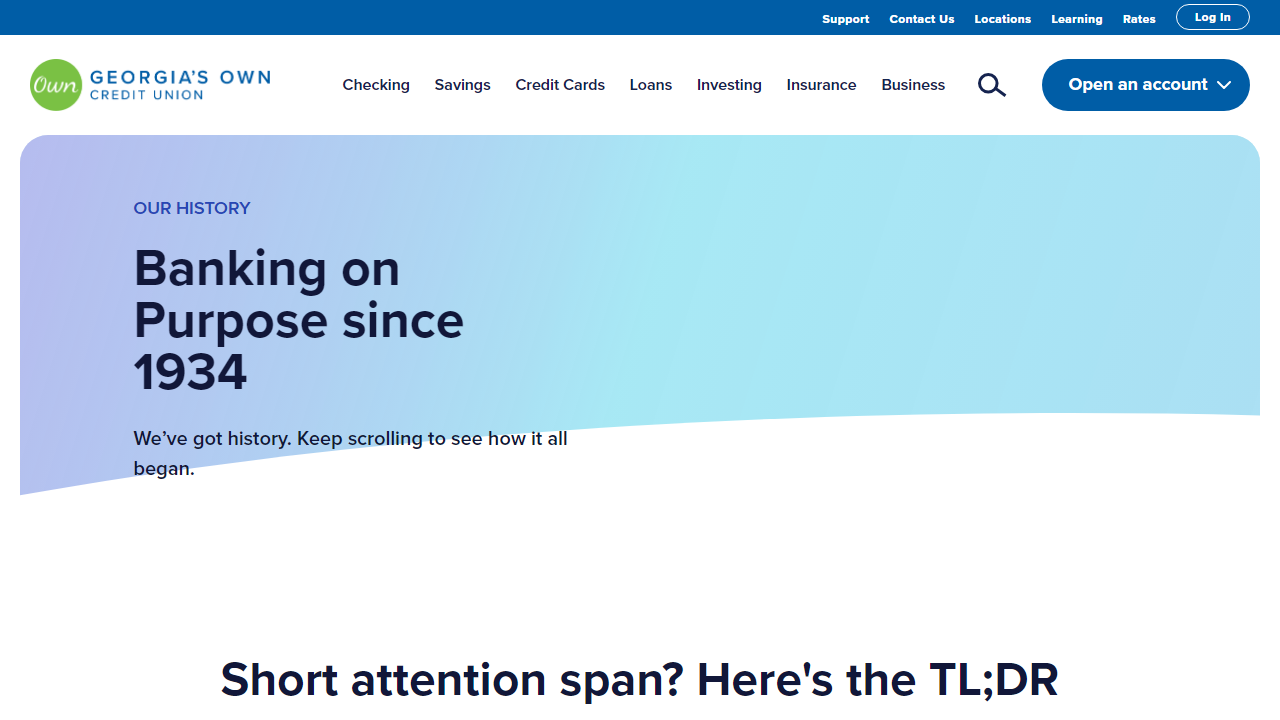 Support Contact Us Locations Learning Rates Log In
Own GEORGIA'S OWN
CREDIT UNION
Checking Savings Credit Cards Loans Investing Insurance Business Open an account
OUR HISTORY
Banking on
Purpose since
1934
We’ve got history. Keep scrolling to see how it all
began.
Short attention span? Here's the TL;DR